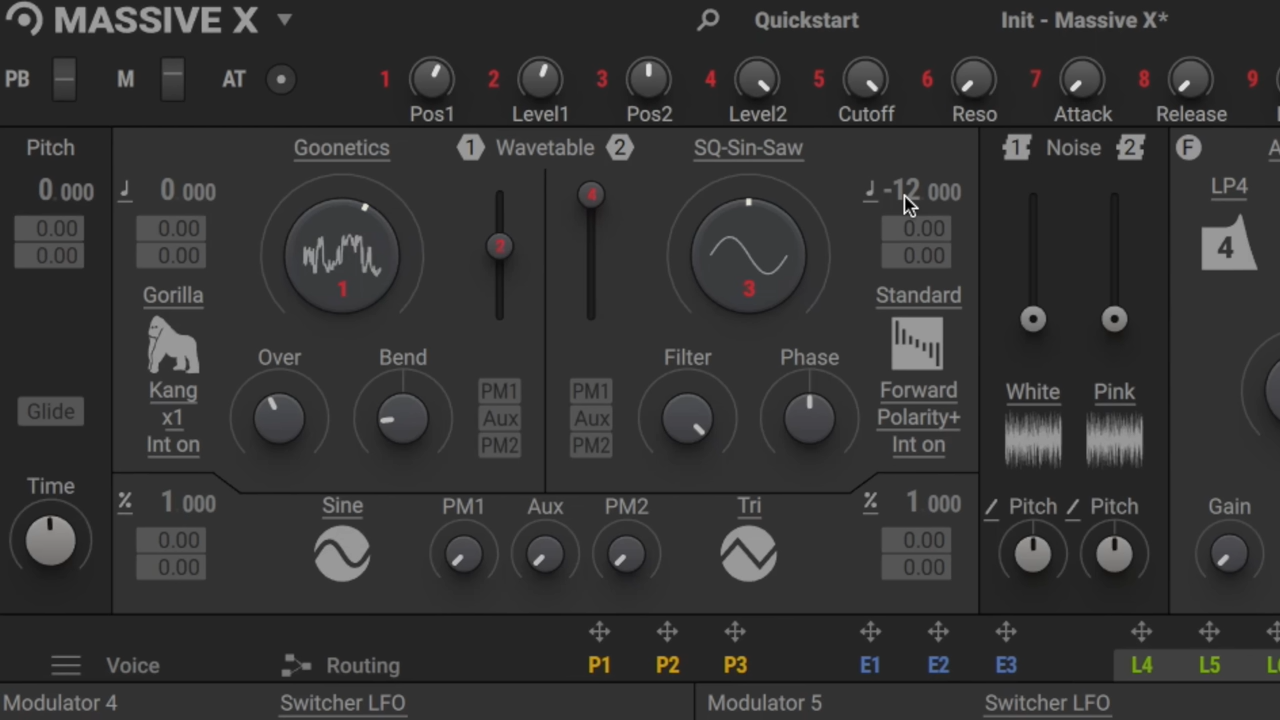 MASSIVE X
Quickstart
Init - Massive X*
PB
M
AT
1
2
3
4
5
6
7
8
9
Pos1
Level1
Pos2
Level2
Cutoff
Reso
Attack
Release
Pitch
Goonetics
1
Wavetable
2
SQ-Sin-Saw
1
Noise
2
F
0.000
0.000
2
4
-12.000
LP4
4
0.00
0.00
0.00
0.00
0.00
0.00
1
3
Gorilla
Standard
Over
Bend
Filter
Phase
Kang
x1
Int on
PM1
Aux
PM2
PM1
Aux
PM2
Forward
Polarity+
Int on
White
Pink
Glide
Time
%
1.000
Sine
PM1
Aux
PM2
Tri
%
1.000
Pitch
Pitch
Gain
0.00
0.00
0.00
0.00
Voice
Routing
P1
P2
P3
E1
E2
E3
L4
L5
Modulator 4
Switcher LFO
Modulator 5
Switcher LFO